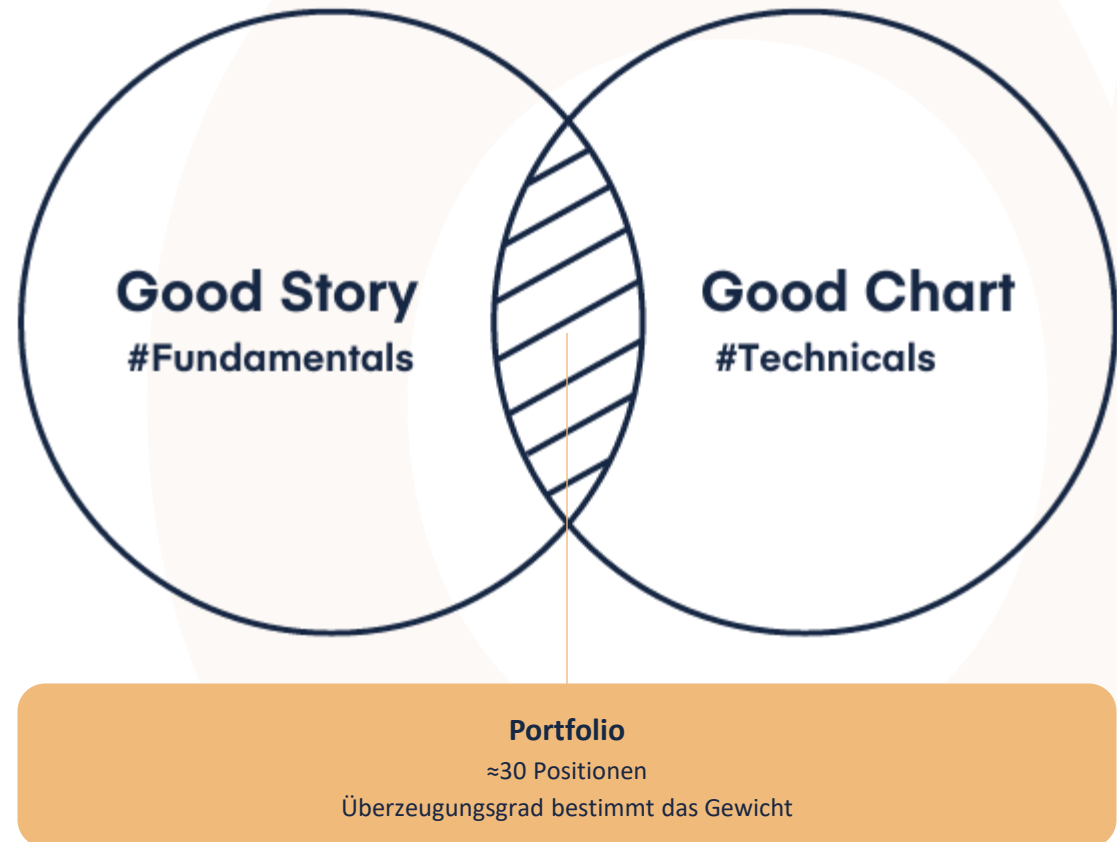 Good Story
#Fundamentals
Good Chart
#Technicals
Portfolio
≈30 Positionen
Überzeugungsgrad bestimmt das Gewicht